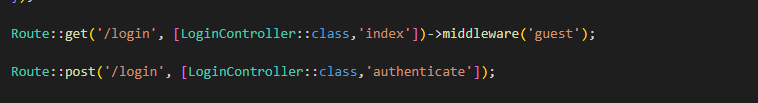 Route::get('/login', [LoginController::class,'index'])->middleware('guest');
Route::post('/login', [LoginController::class,'authenticate']);